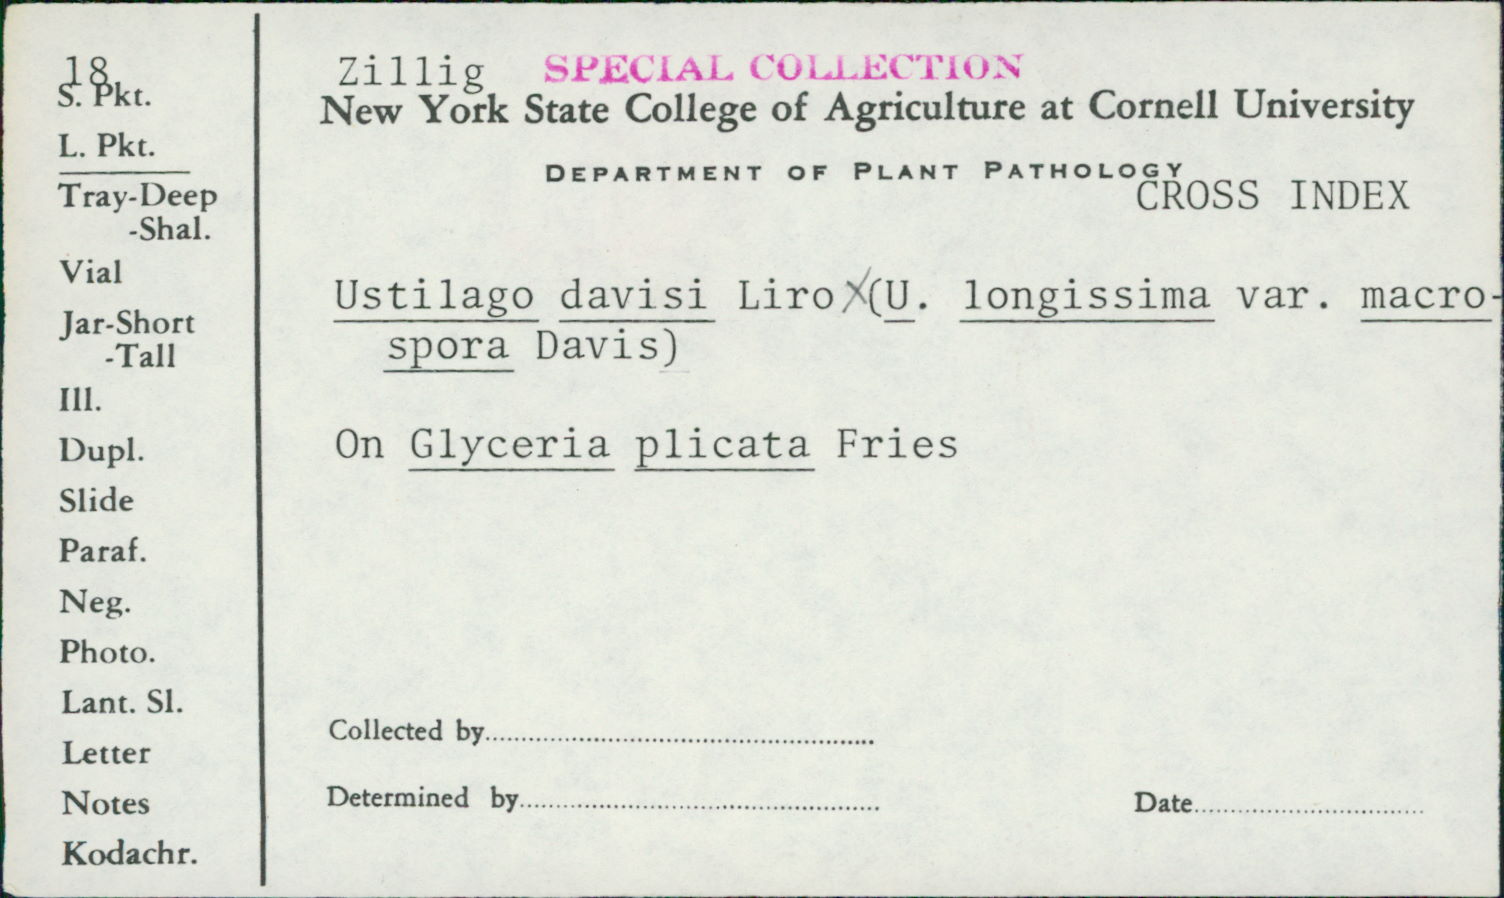 18
S. Pkt.
L. Pkt.
Tray-Deep
-Shal.
Vial
Jar-Short
-Tall
Ill.
Dupl.
Slide
Paraf.
Neg.
Photo.
Lant. Sl.
Letter
Notes
Kodachr.
Zillig SPECIAL COLLECTION
New York State College of Agriculture at Cornell University
DEPARTMENT OF PLANT PATHOLOGY
CROSS INDEX
Ustilago davisi Liro X(U. longissima var. macro-
spora Davis)
On Glyceria plicata Fries
Collected by
Determined by
Date